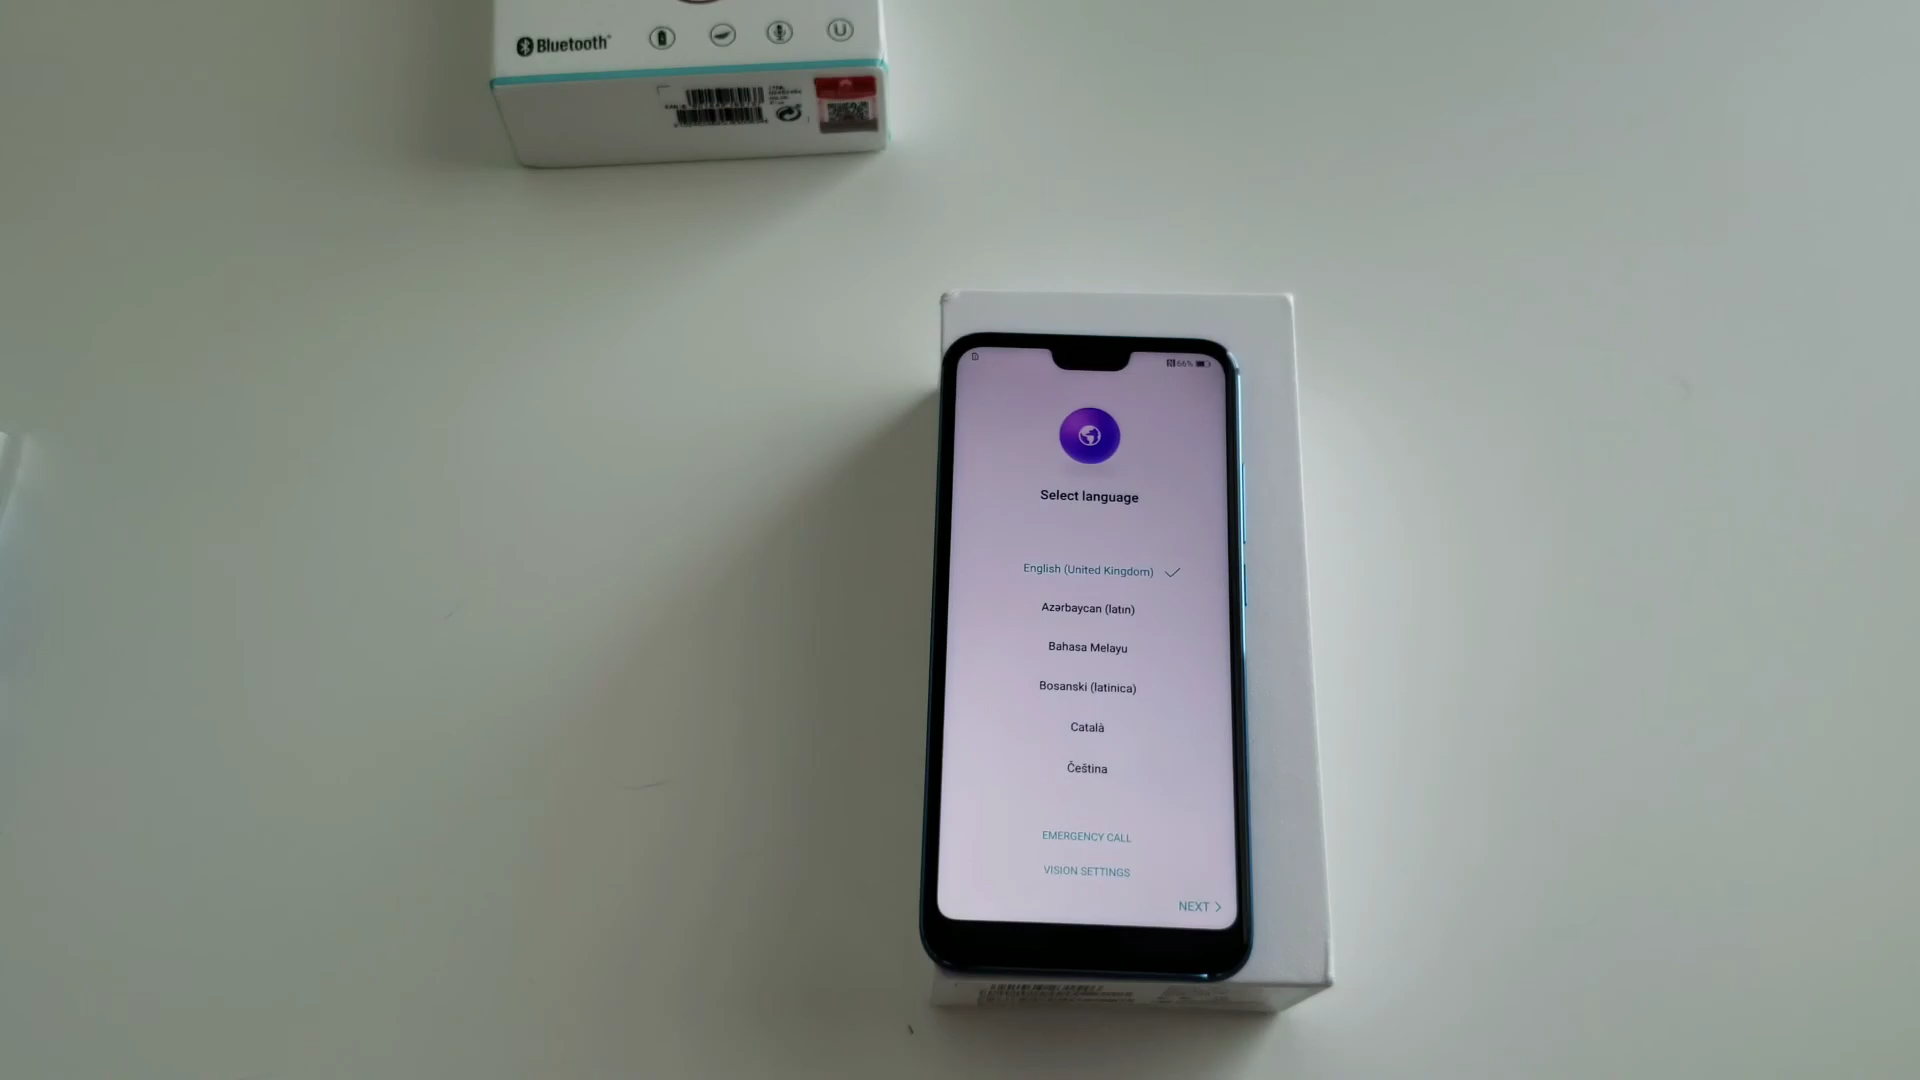 Bluetooth®
66%
Select language
English (United Kingdom)
Azərbaycan (latın)
Bahasa Melayu
Bosanski (latinica)
Català
Čeština
EMERGENCY CALL
VISION SETTINGS
NEXT